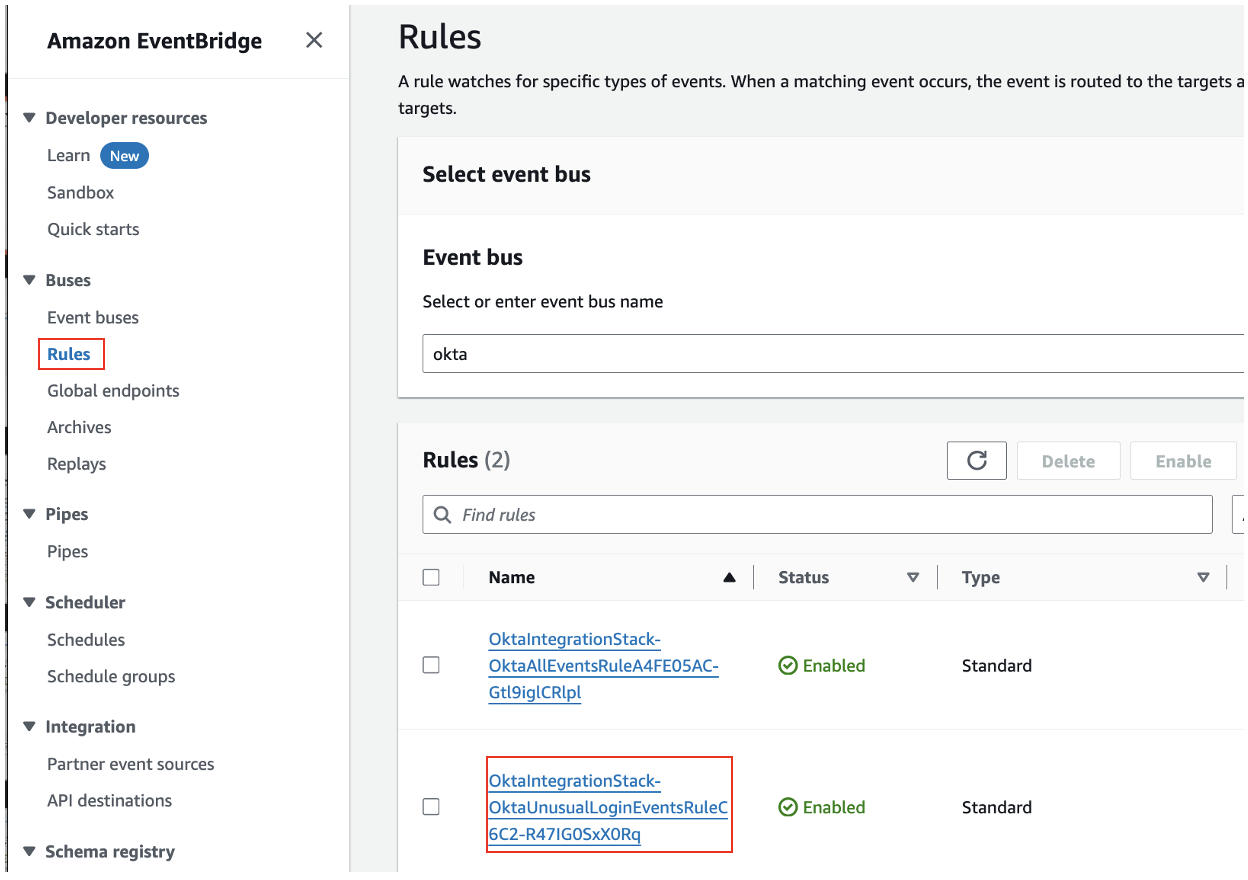 Amazon EventBridge
Developer resources
Learn New
Sandbox
Quick starts
Buses
Event buses
Rules
Global endpoints
Archives
Replays
Pipes
Pipes
Scheduler
Schedules
Schedule groups
Integration
Partner event sources
API destinations
Schema registry
Rules
A rule watches for specific types of events. When a matching event occurs, the event is routed to the targets a
targets.
Select event bus
Event bus
Select or enter event bus name
okta
Rules (2)
Delete
Enable
Find rules
Name
Status
Type
OktaIntegrationStack-
OktaAllEventsRuleA4FE05AC-
Gtl9iglCRlpl
Enabled
Standard
OktaIntegrationStack-
OktaUnusualLoginEventsRuleC
6C2-R47IG0SxX0Rq
Enabled
Standard